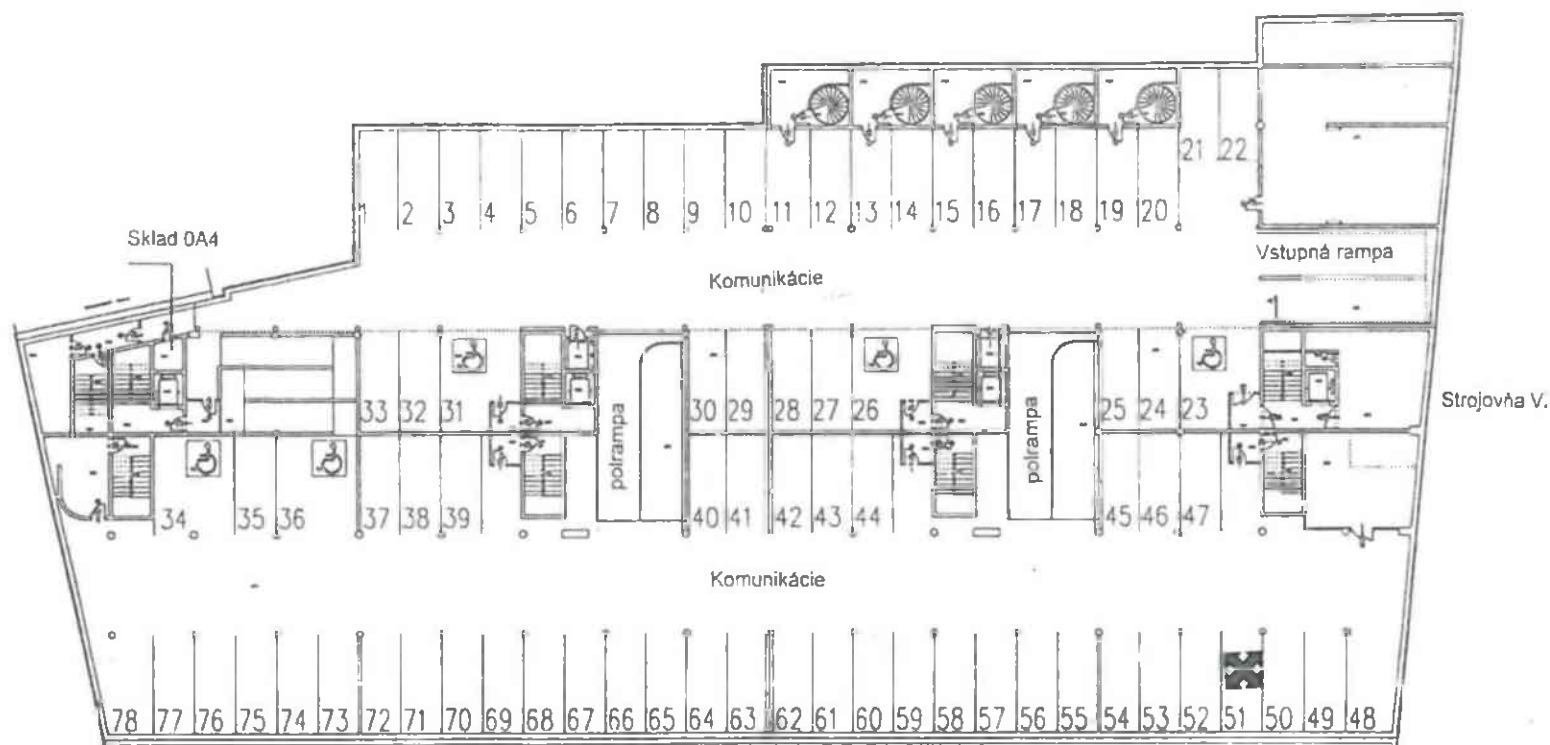 21 22
1 2 3 4 5 6 7 8 9 10 11 12 13 14 15 16 17 18 19 20
Sklad 0A4
Vstupná rampa
Komunikácie
33 32 31 30 29 28 27 26 25 24 23
Strojovňa V.
polrampa
polrampa
34 35 36 37 38 39 40 41 42 43 44 45 46 47
Komunikácie
78 77 76 75 74 73 72 71 70 69 68 67 66 65 64 63 62 61 60 59 58 57 56 55 54 53 52 51 50 49 48